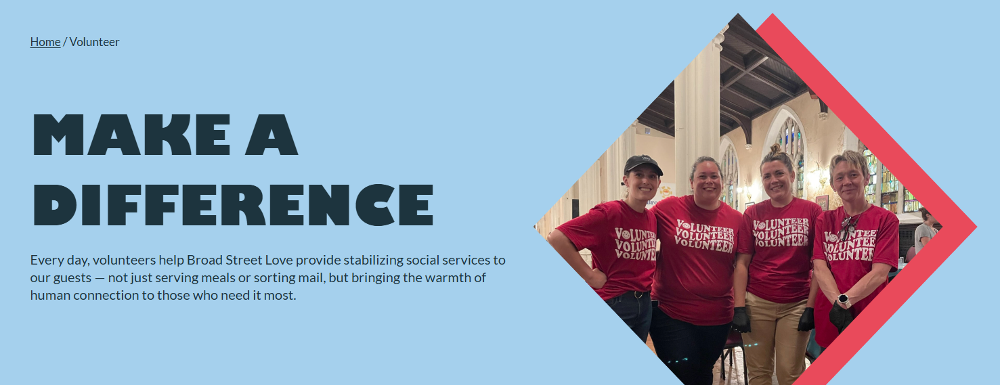 Home / Volunteer
MAKE A
DIFFERENCE
Every day, volunteers help Broad Street Love provide stabilizing social services to
our guests — not just serving meals or sorting mail, but bringing the warmth of
human connection to those who need it most.
Broa
VOLUNTEER
VOLUNTEER
VOLUNTEER
VOLUNTEER
VOLUNTEER
VOLUNTEER
VOLUNTEER
VOLUNTEER
VOLUNTEER
VOLUNTEER
VOLUNTEER
VOLUNTEER